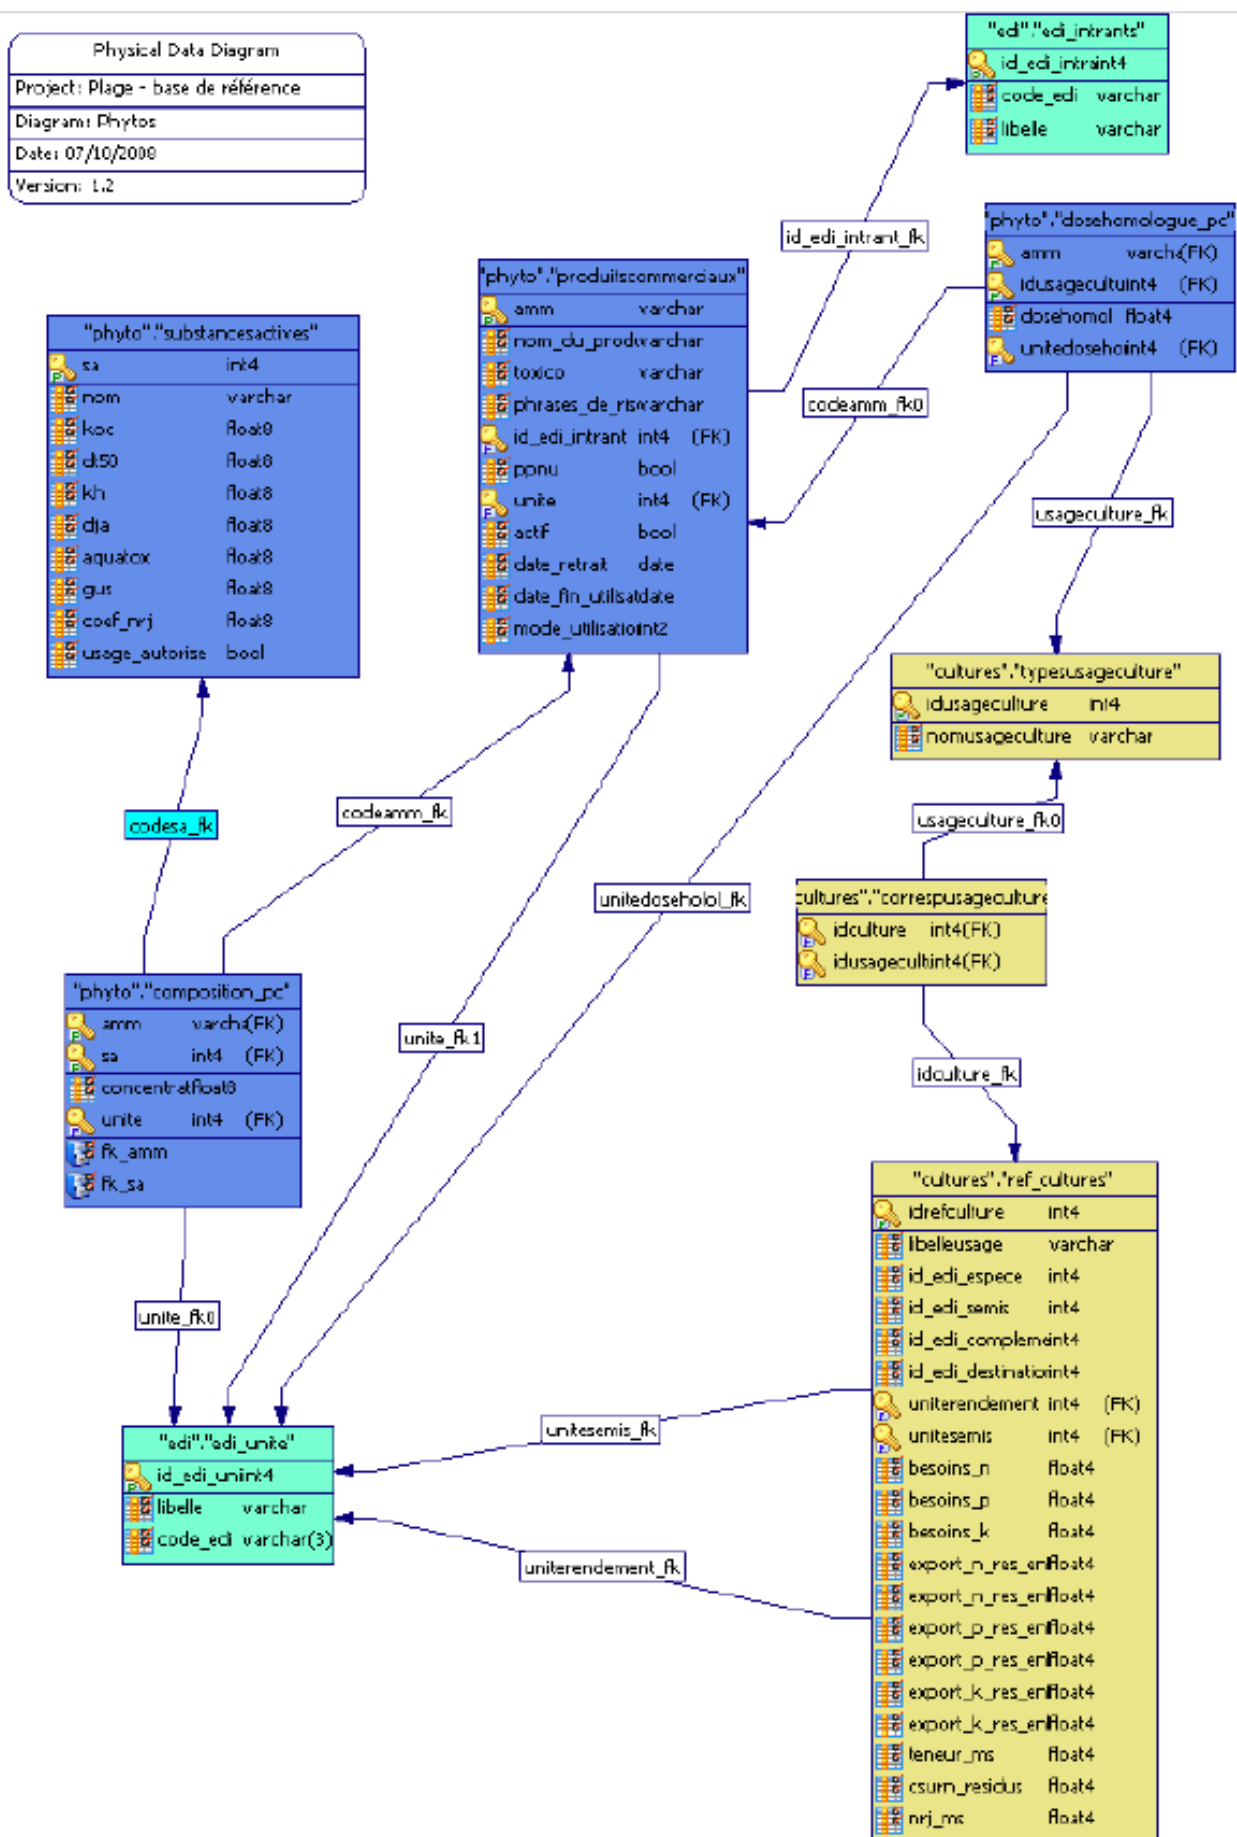 Physical Data Diagram
Project: Plage - base de référence
Diagram: Phytos
Date: 07/10/2008
Version: 1.2
"edi"."edi_intrants"
id_edi_intraint4
code_edi varchar
libelle varchar
id_edi_intrant_fk
"phyto"."dosehomologue_pc"
amm varcha(FK)
idusagecultuint4 (FK)
dosehomol float4
unitedosehoint4 (FK)
"phyto"."produitscommerciaux"
amm varchar
nom_du_prodvarchar
toxico varchar
phrases_de_risvarchar
id_edi_intrant int4 (FK)
ppnu bool
unite int4 (FK)
actif bool
date_retrait date
date_fin_utilisatdate
mode_utilisatioint2
codeamm_fk0
"phyto"."substancesactives"
sa int4
nom varchar
koc float8
dt50 float8
kh float8
dja float8
aquatox float8
gus float8
coef_nrj float8
usage_autorise bool
usageculture_fk
"cultures"."typesusageculture"
idusageculture int4
nomusageculture varchar
codesa_fk
codeamm_fk
usageculture_fk0
unitedoseholol_fk
cultures"."correspusageculture
idculture int4(FK)
idusagecultint4(FK)
"phyto"."composition_pc"
amm varcha(FK)
sa int4 (FK)
concentratfloat8
unite int4 (FK)
fk_amm
fk_sa
unite_fk1
idculture_fk
"cultures"."ref_cultures"
idrefculture int4
libelleusage varchar
id_edi_espece int4
id_edi_semis int4
id_edi_complemeint4
id_edi_destinatioint4
uniterendement int4 (FK)
unitesemis int4 (FK)
besoins_n float4
besoins_p float4
besoins_k float4
export_n_res_enfloat4
export_n_res_enfloat4
export_p_res_enfloat4
export_p_res_enfloat4
export_k_res_enfloat4
export_k_res_enfloat4
teneur_ms float4
csurn_residus float4
nrj_ms float4
unite_fk0
"edi"."edi_unite"
id_edi_uniint4
libelle varchar
code_edi varchar(3)
unitesemis_fk
uniterendement_fk